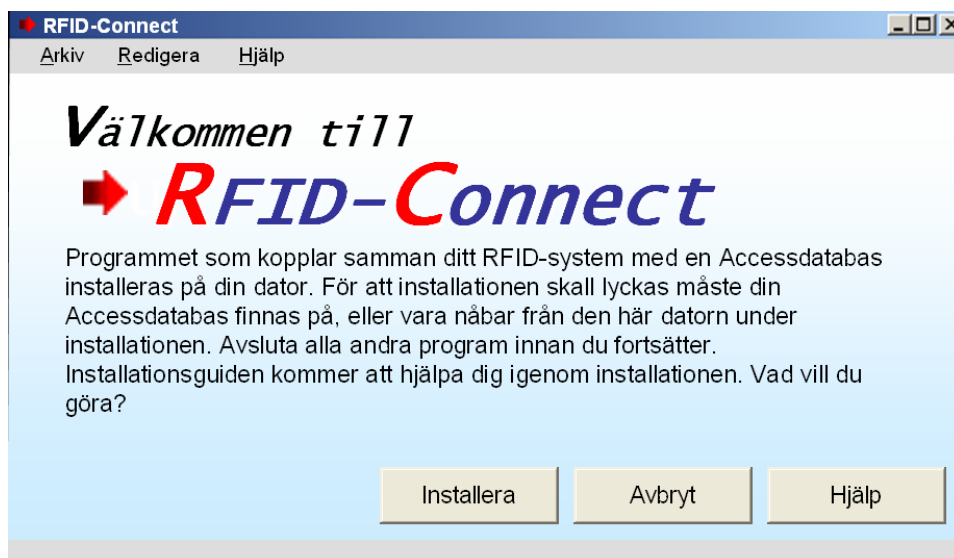 RFID-Connect
Arkiv Redigera Hjälp
Välkommen till
RFID-Connect
Programmet som kopplar samman ditt RFID-system med en Accessdatabas
installeras på din dator. För att installationen skall lyckas måste din
Accessdatabas finnas på, eller vara nåbar från den här datorn under
installationen. Avsluta alla andra program innan du fortsätter.
Installationsguiden kommer att hjälpa dig igenom installationen. Vad vill du
göra?
Installera Avbryt Hjälp